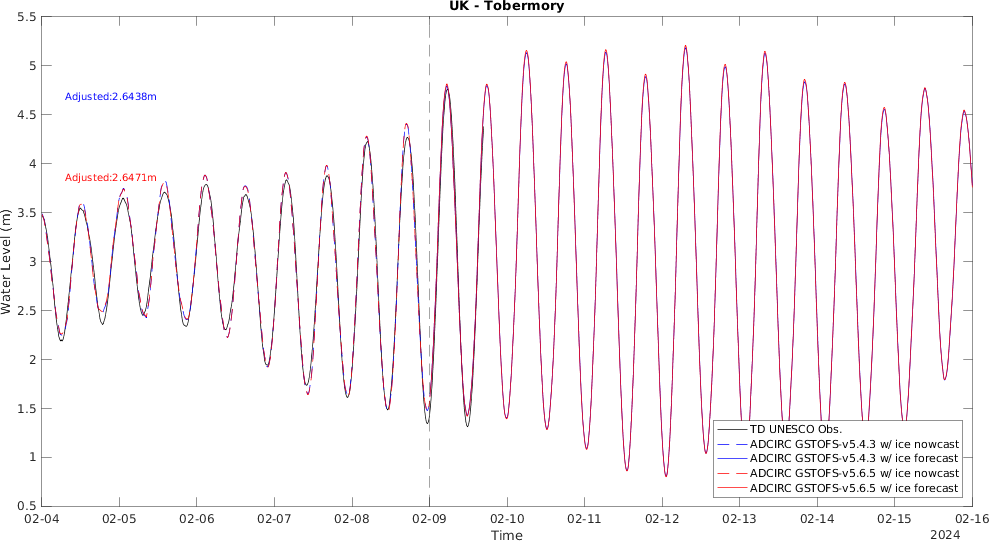 UK - Tobermory
5.5
5
4.5
4
3.5
3
2.5
2
1.5
1
0.5
Water Level (m)
Adjusted:2.6438m
Adjusted:2.6471m
TD UNESCO Obs.
ADCIRC GSTOFS-v5.4.3 w/ ice nowcast
ADCIRC GSTOFS-v5.4.3 w/ ice forecast
ADCIRC GSTOFS-v5.6.5 w/ ice nowcast
ADCIRC GSTOFS-v5.6.5 w/ ice forecast
02-04 02-05 02-06 02-07 02-08 02-09 02-10 02-11 02-12 02-13 02-14 02-15 02-16
Time
2024